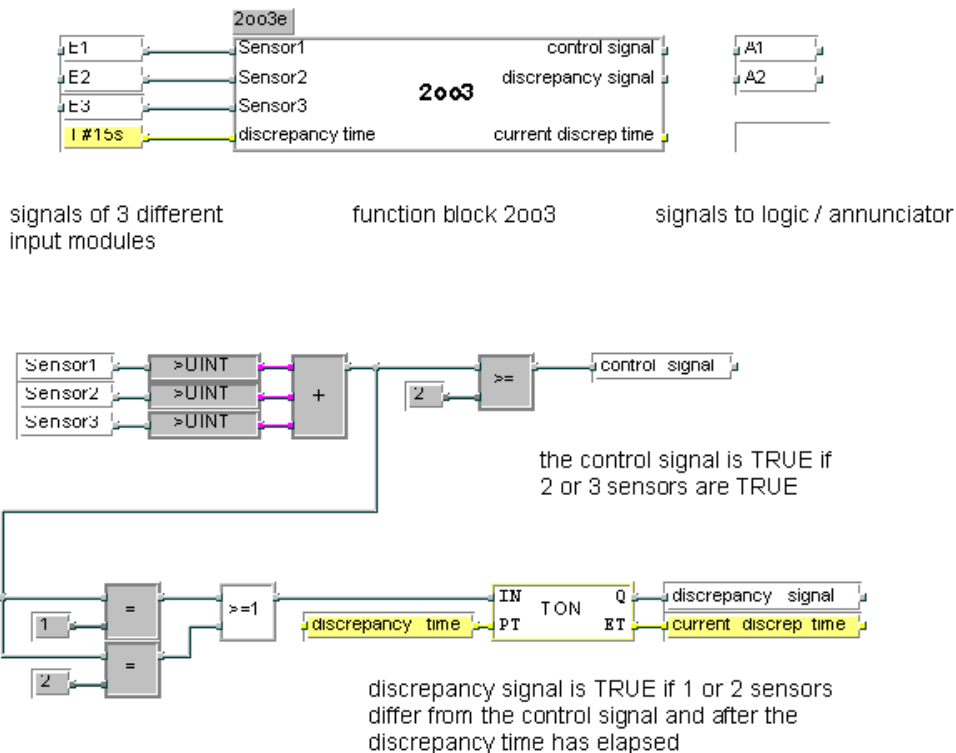 2oo3e
E1 Sensor1 control signal A1
E2 Sensor2 discrepancy signal A2
2oo3
E3 Sensor3
T#15s discrepancy time current discrep time
signals of 3 different
input modules
function block 2oo3
signals to logic / annunciator
Sensor1 >UINT
Sensor2 >UINT
Sensor3 >UINT
+
2
>=
control signal
the control signal is TRUE if
2 or 3 sensors are TRUE
1
=
2
=
>=1
discrepancy time
IN TON Q
PT ET
discrepancy signal
current discrep time
discrepancy signal is TRUE if 1 or 2 sensors
differ from the control signal and after the
discrepancy time has elapsed